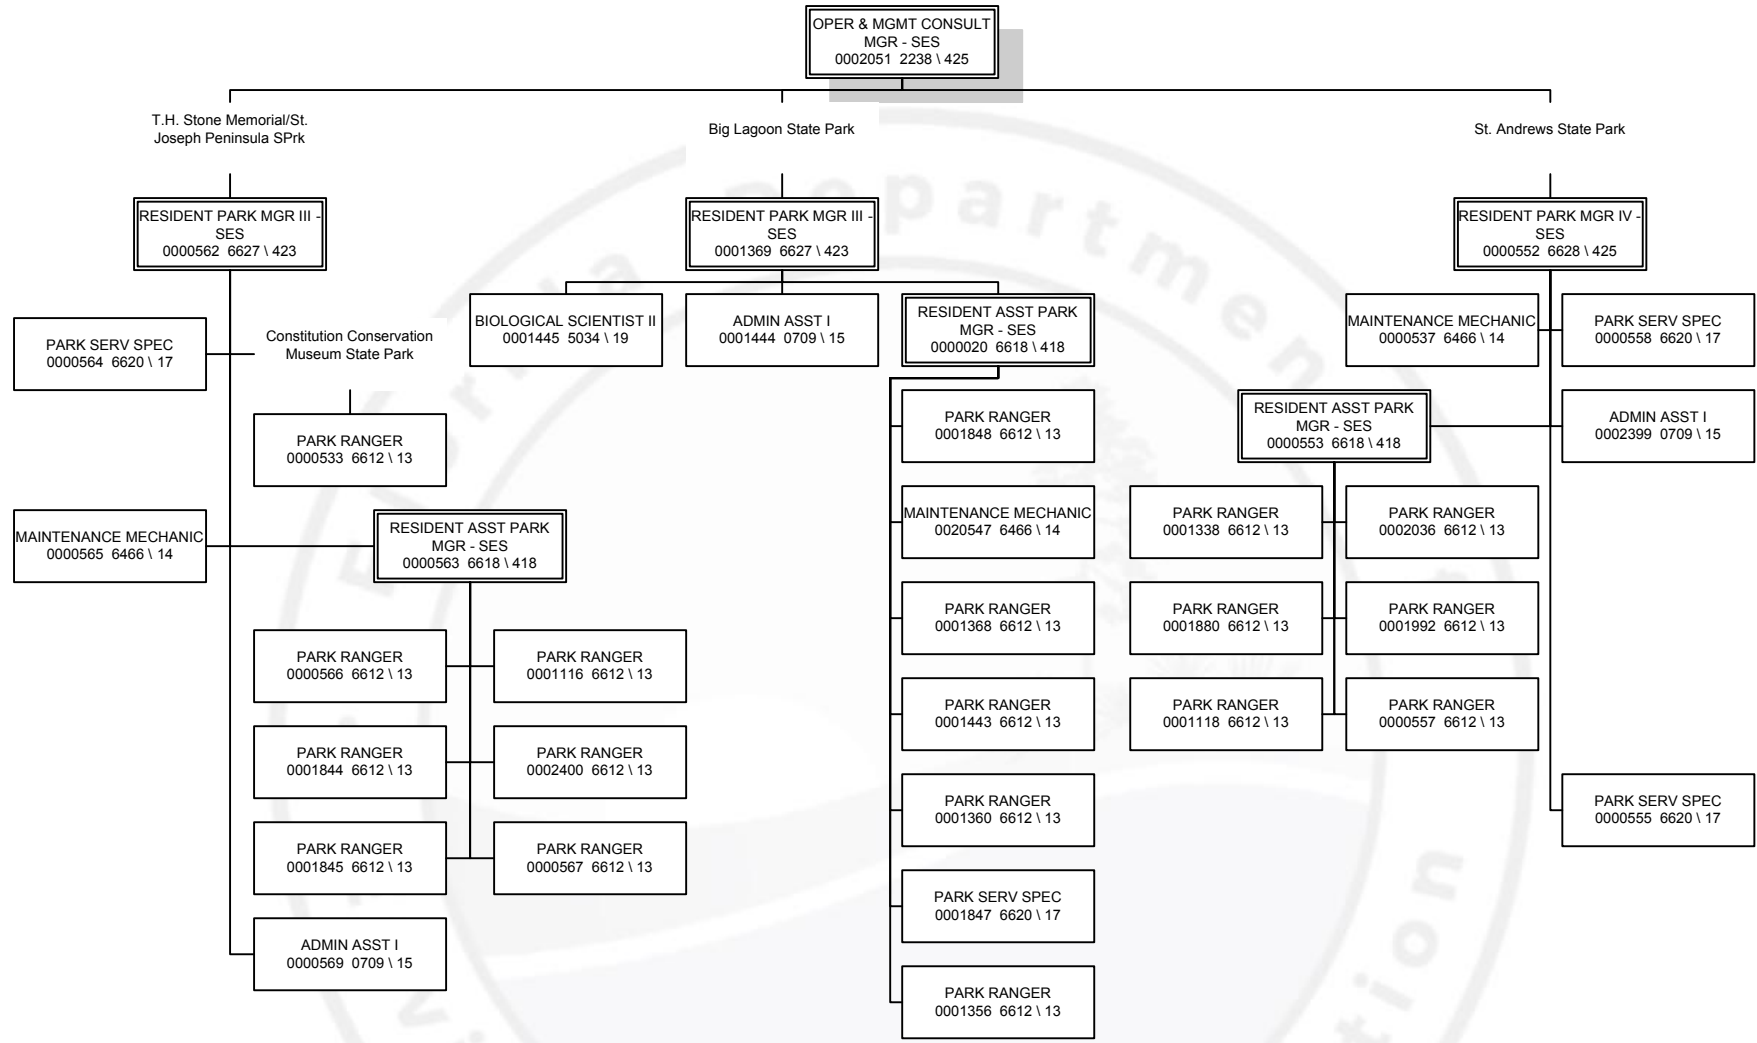 OPER & MGMT CONSULT
MGR - SES
0002051 2238 \ 425
T.H. Stone Memorial/St.
Joseph Peninsula SPrk
Big Lagoon State Park
St. Andrews State Park
RESIDENT PARK MGR III -
SES
0000562 6627 \ 423
RESIDENT PARK MGR III -
SES
0001369 6627 \ 423
RESIDENT PARK MGR IV -
SES
0000552 6628 \ 425
PARK SERV SPEC
0000564 6620 \ 17
Constitution Conservation
Museum State Park
PARK RANGER
0000533 6612 \ 13
MAINTENANCE MECHANIC
0000565 6466 \ 14
RESIDENT ASST PARK
MGR - SES
0000563 6618 \ 418
PARK RANGER
0000566 6612 \ 13
PARK RANGER
0001116 6612 \ 13
PARK RANGER
0001844 6612 \ 13
PARK RANGER
0002400 6612 \ 13
PARK RANGER
0001845 6612 \ 13
PARK RANGER
0000567 6612 \ 13
ADMIN ASST I
0000569 0709 \ 15
BIOLOGICAL SCIENTIST II
0001445 5034 \ 19
ADMIN ASST I
0001444 0709 \ 15
RESIDENT ASST PARK
MGR - SES
0000020 6618 \ 418
PARK RANGER
0001848 6612 \ 13
MAINTENANCE MECHANIC
0020547 6466 \ 14
PARK RANGER
0001368 6612 \ 13
PARK RANGER
0001443 6612 \ 13
PARK RANGER
0001360 6612 \ 13
PARK SERV SPEC
0001847 6620 \ 17
PARK RANGER
0001356 6612 \ 13
MAINTENANCE MECHANIC
0000537 6466 \ 14
PARK SERV SPEC
0000558 6620 \ 17
RESIDENT ASST PARK
MGR - SES
0000553 6618 \ 418
ADMIN ASST I
0002399 0709 \ 15
PARK RANGER
0001338 6612 \ 13
PARK RANGER
0002036 6612 \ 13
PARK RANGER
0001880 6612 \ 13
PARK RANGER
0001992 6612 \ 13
PARK RANGER
0001118 6612 \ 13
PARK RANGER
0000557 6612 \ 13
PARK SERV SPEC
0000555 6620 \ 17